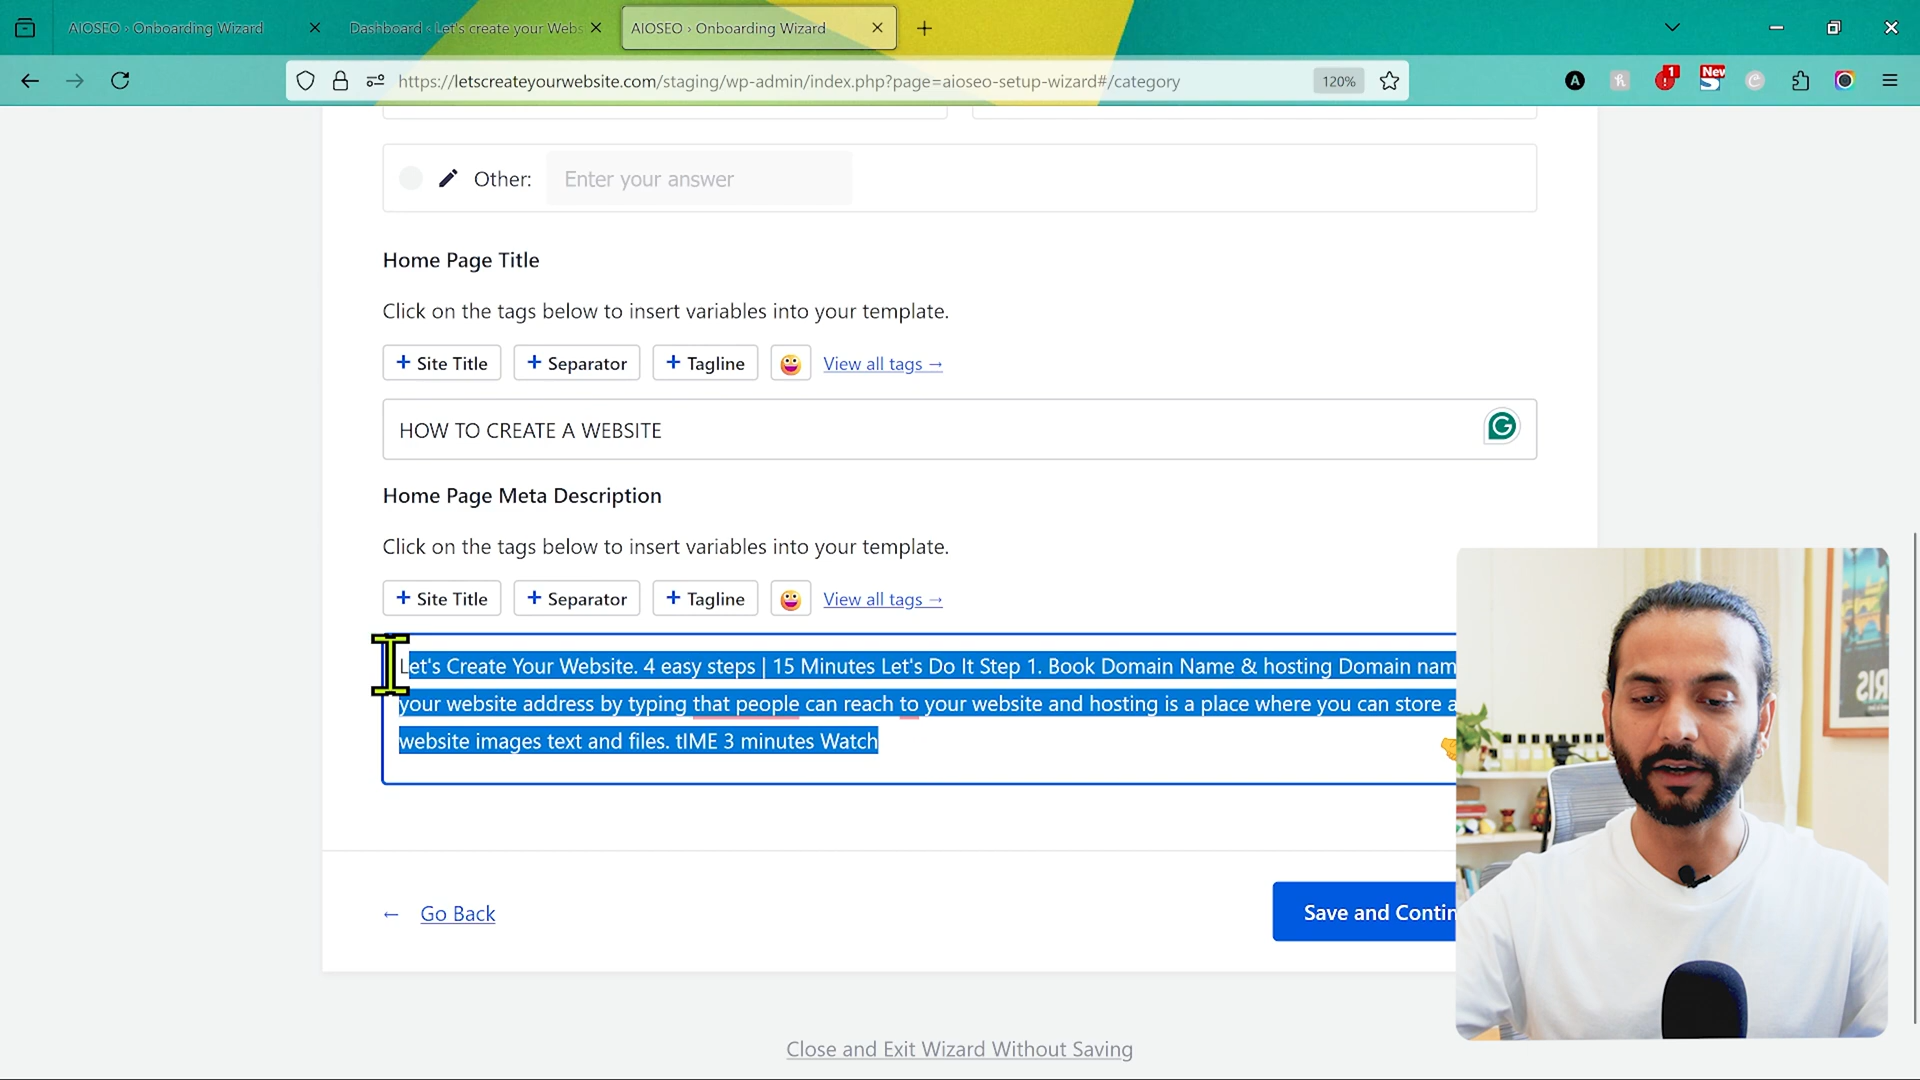 AIOSEO › Onboarding Wizard
Dashboard ‹ Let's create your Webs
AIOSEO › Onboarding Wizard
https://letscreateyourwebsite.com/staging/wp-admin/index.php?page=aioseo-setup-wizard#/category
120%
A
1
New
Other:
Enter your answer
Home Page Title
Click on the tags below to insert variables into your template.
+ Site Title
+ Separator
+ Tagline
View all tags →
HOW TO CREATE A WEBSITE
Home Page Meta Description
Click on the tags below to insert variables into your template.
+ Site Title
+ Separator
+ Tagline
View all tags →
Let's Create Your Website. 4 easy steps | 15 Minutes Let's Do It Step 1. Book Domain Name & hosting Domain nam
your website address by typing that people can reach to your website and hosting is a place where you can store a
website images text and files. tIME 3 minutes Watch
← Go Back
Save and Contin
Close and Exit Wizard Without Saving